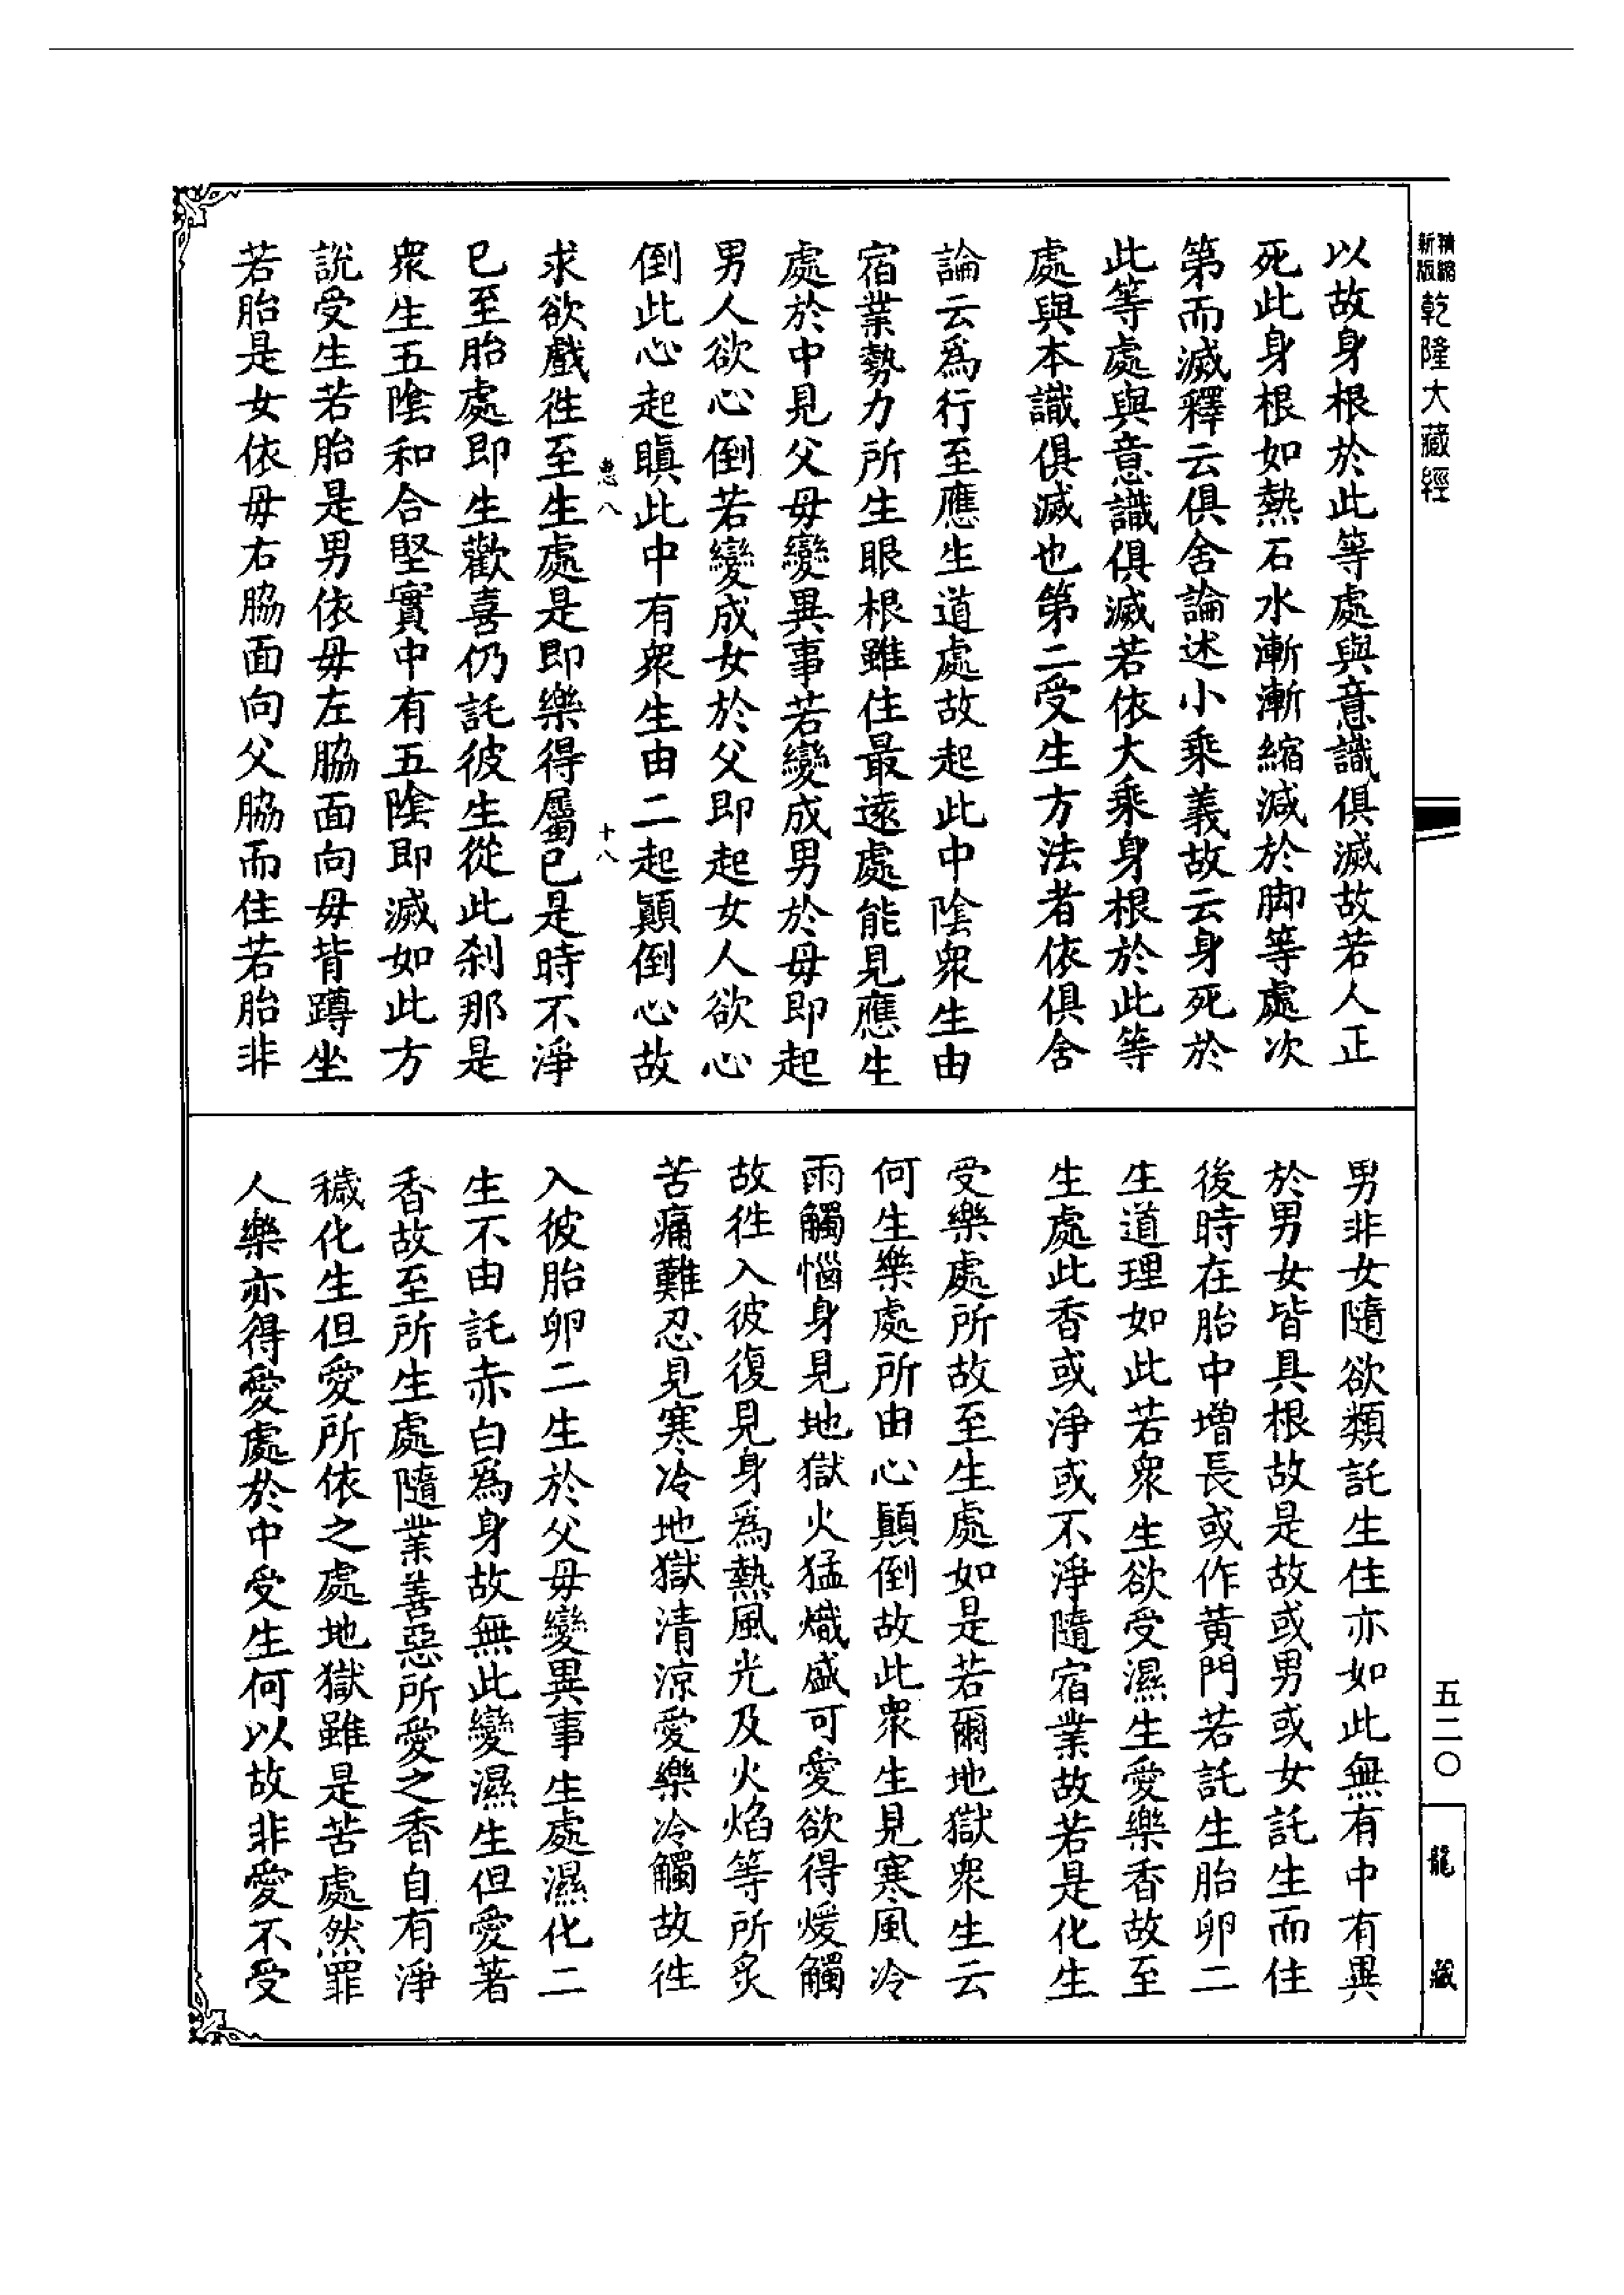 新版精縮乾隆大藏經
以故身根於此等處與意識俱滅故若人正
死此身根如熱石水漸漸縮減於脚等處次
第而滅釋云俱舍論述小乘義故云身死於
此等處與意識俱滅若依大乘身根於此等
處與本識俱滅也第二受生方法者依俱舍
論云爲行至應生道處故起此中陰衆生由
宿業勢力所生眼根雖住最遠處能見應生
處於中見父母變異事若變成男於母即起
男人欲心倒若變成女於父即起女人欲心
倒此心起瞋此中有衆生由二起顛倒心故
八 十八
求欲戲徃至生處是即樂得屬已是時不淨
已至胎處即生歡喜仍託彼生從此刹那是
衆生五陰和合堅實中有五陰即滅如此方
説受生若胎是男依母左脇面向母背蹲坐
若胎是女依母右脇面向父脇而住若胎非
男非女隨欲類託生住亦如此無有中有異
於男女皆具根故是故或男或女託生而住
後時在胎中增長或作黃門若託生胎卵二
生道理如此若衆生欲受濕生愛樂香故至
生處此香或淨或不淨隨宿業故若是化生
受樂處所故至生處如是若爾地獄衆生云
何生樂處所由心顛倒故此衆生見寒風冷
雨觸惱身見地獄火猛熾盛可愛欲得煖觸
故徃入彼復見身爲熱風光及火焰等所炙
苦痛難忍見寒冷地獄清涼愛樂冷觸故徃
入彼胎卵二生於父母變異事生處濕化二
生不由託赤白爲身故無此變濕生但愛著
香故至所生處隨業善惡所愛之香自有淨
穢化生但愛所依之處地獄雖是苦處然罪
人樂亦得愛處於中受生何以故非愛不受
五二〇
龍藏